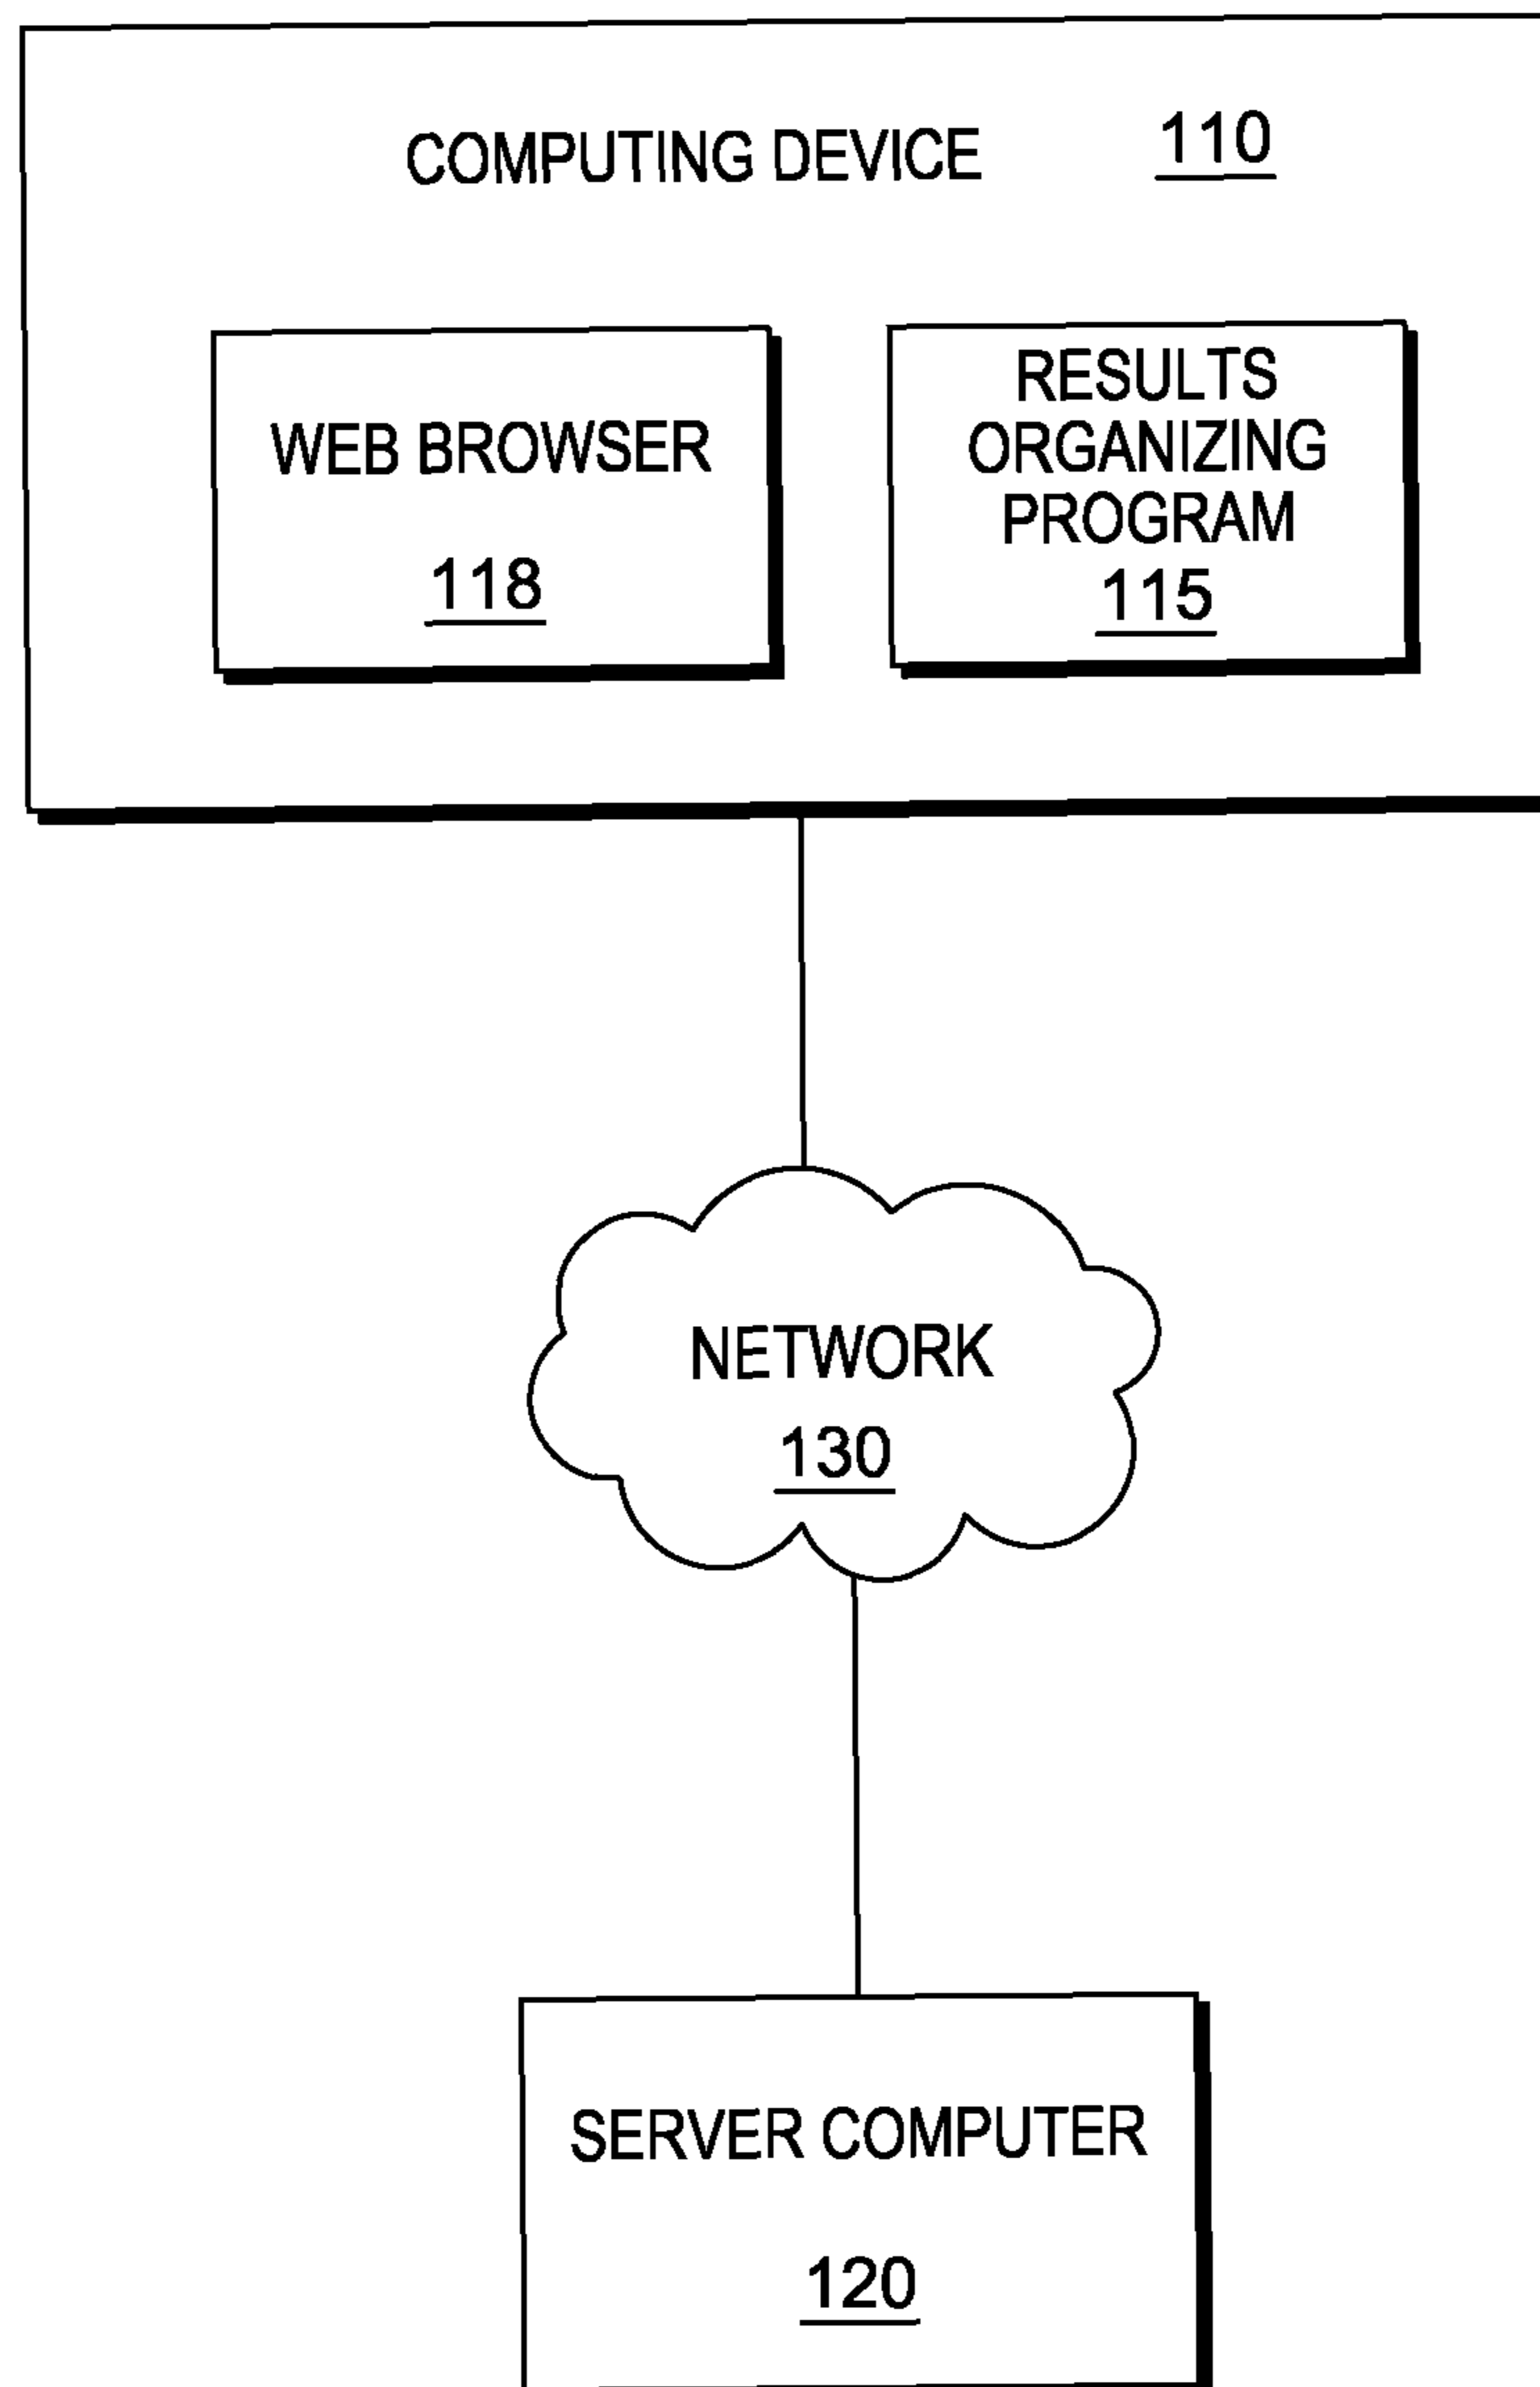 COMPUTING DEVICE 110
WEB BROWSER
118
RESULTS
ORGANIZING
PROGRAM
115
NETWORK
130
SERVER COMPUTER
120